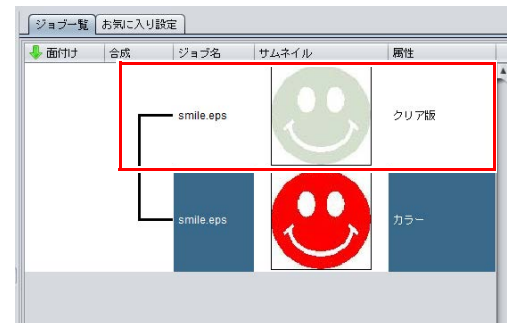 ジョブ一覧 お気に入り設定
面付け 合成 ジョブ名 サムネイル 属性
smile.eps クリア版
smile.eps カラー